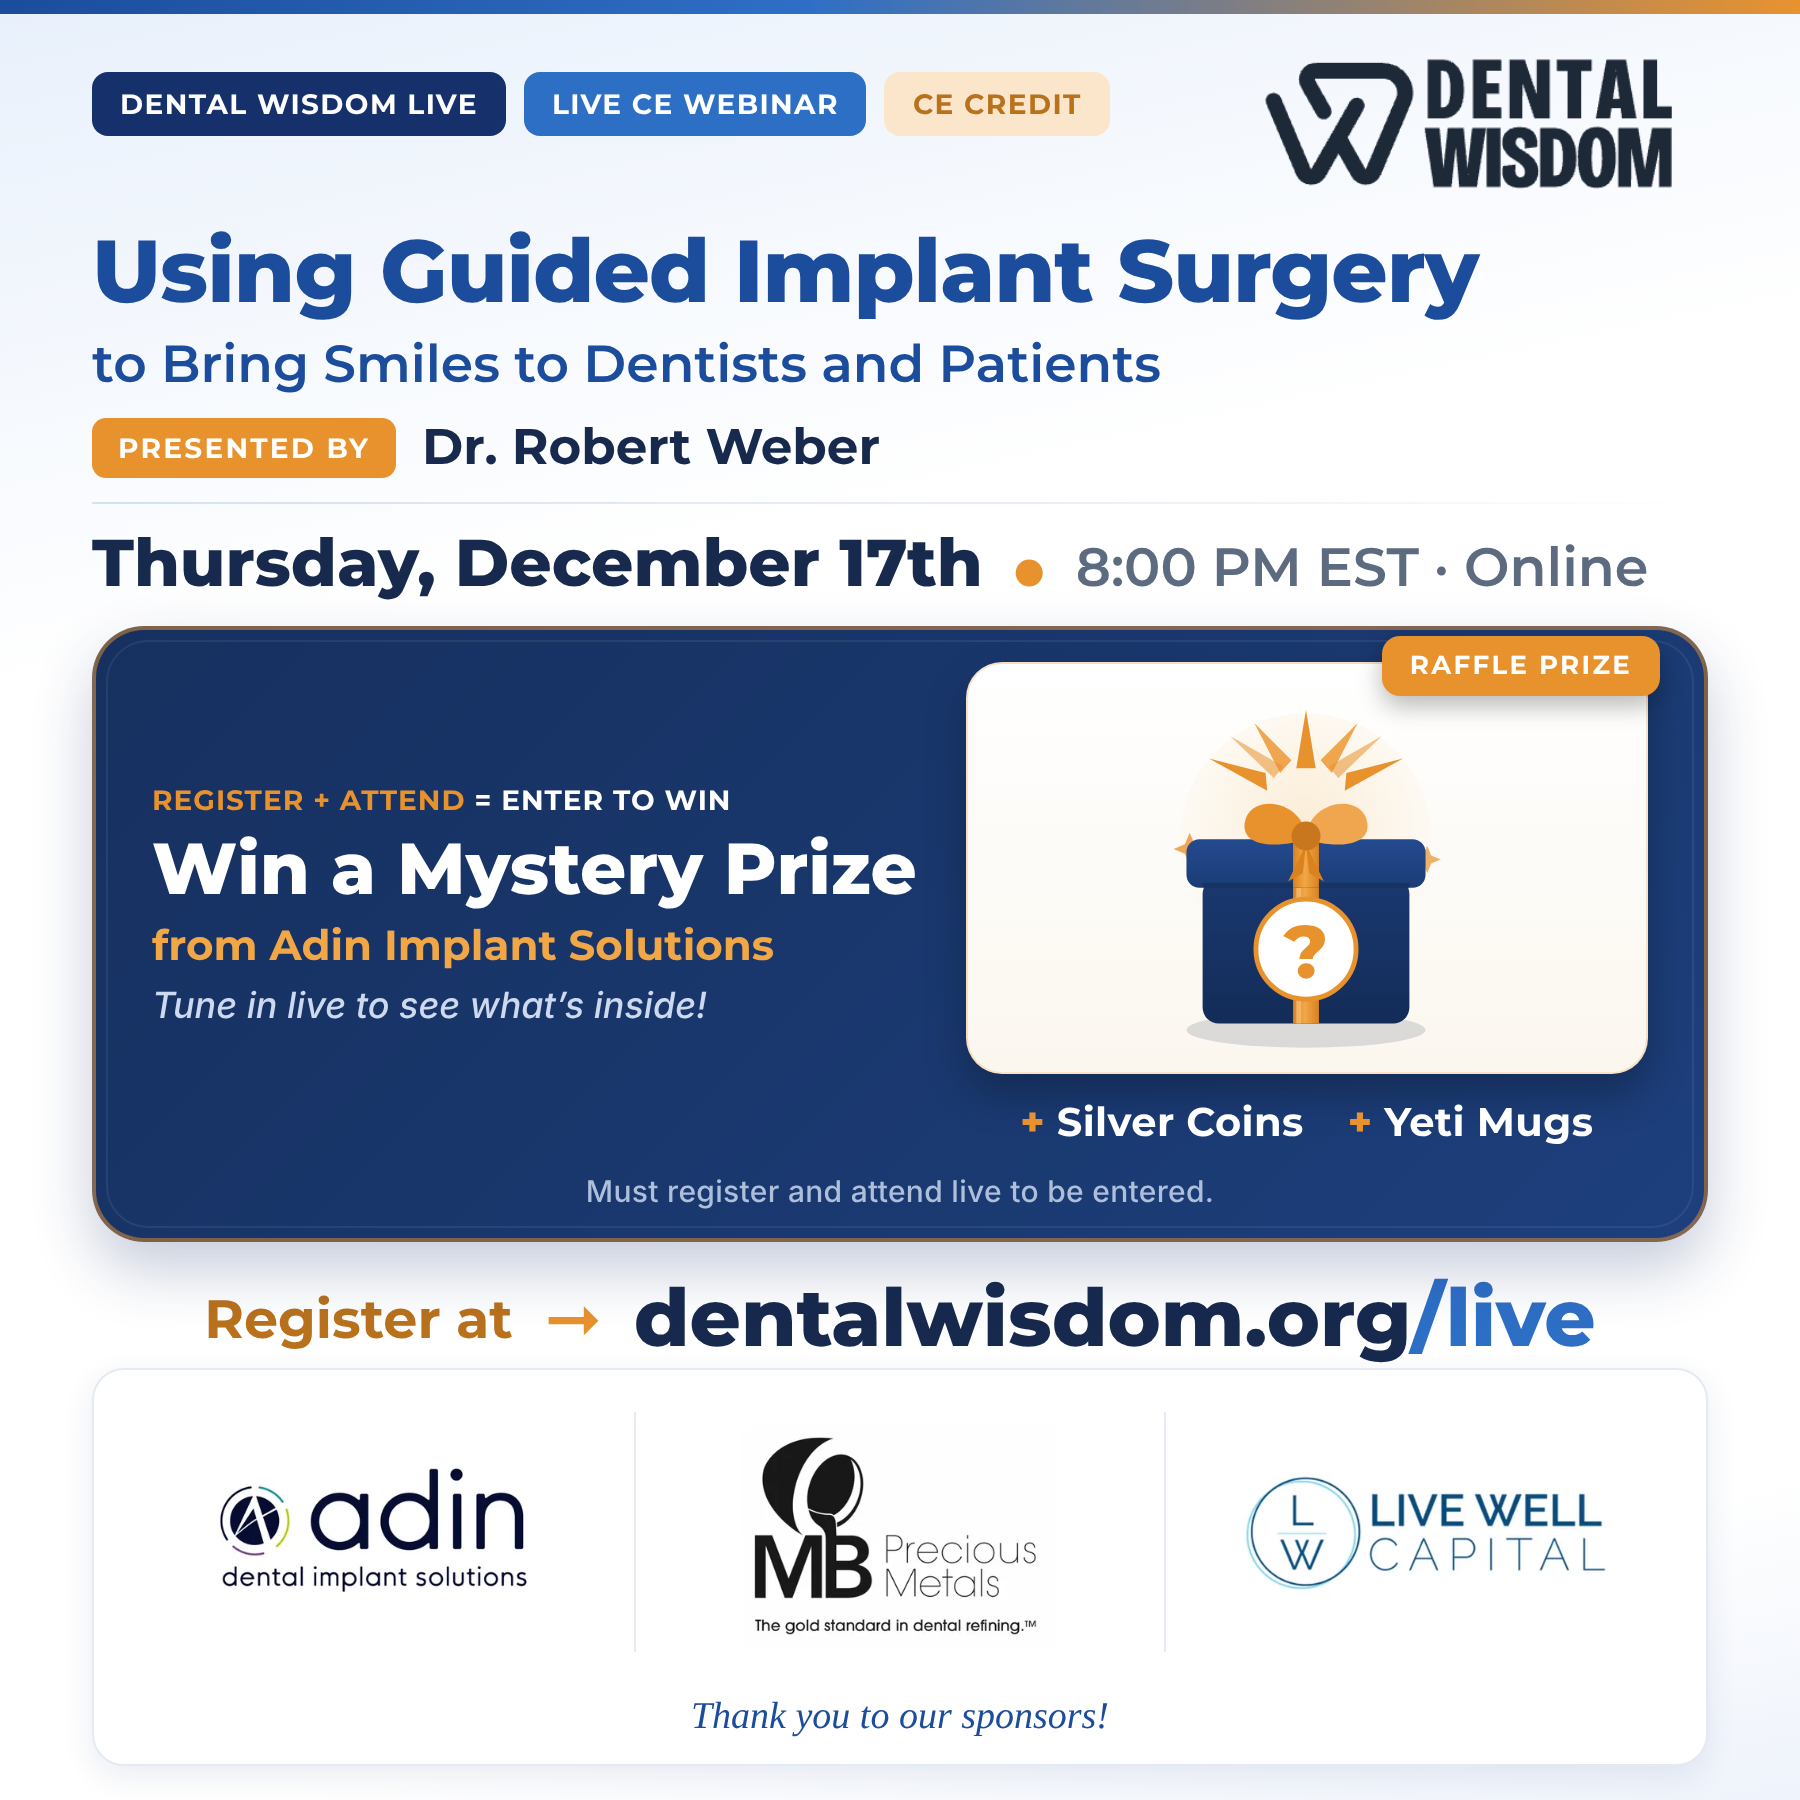 DENTAL WISDOM LIVE
LIVE CE WEBINAR
CE CREDIT
DENTAL
WISDOM
Using Guided Implant Surgery
to Bring Smiles to Dentists and Patients
PRESENTED BY Dr. Robert Weber
Thursday, December 17th • 8:00 PM EST · Online
RAFFLE PRIZE
REGISTER + ATTEND = ENTER TO WIN
Win a Mystery Prize
from Adin Implant Solutions
Tune in live to see what's inside!
?
+ Silver Coins + Yeti Mugs
Must register and attend live to be entered.
Register at → dentalwisdom.org/live
adin
dental implant solutions
MB Precious
Metals
The gold standard in dental refining.™
L
W
LIVE WELL
CAPITAL
Thank you to our sponsors!